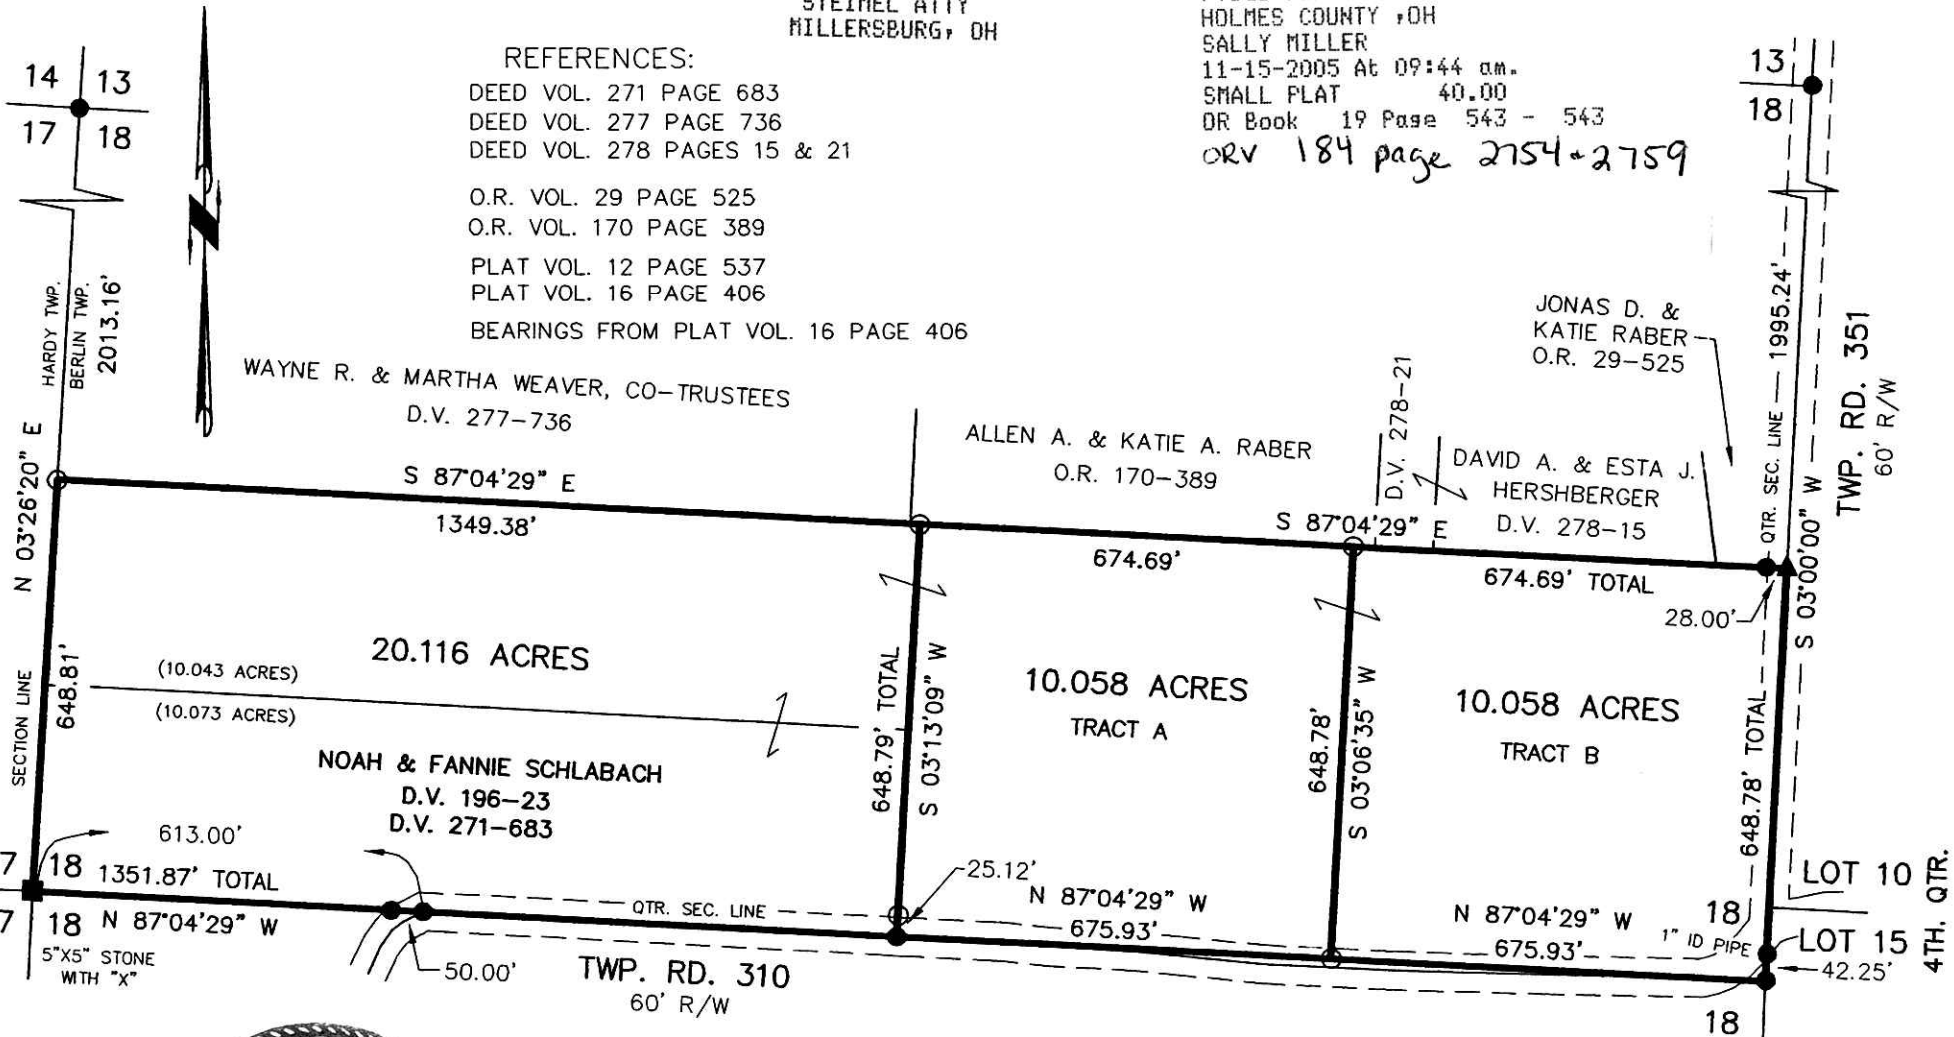 STEIMEL ATTY
MILLERSBURG, OH
HOLMES COUNTY ,OH
SALLY MILLER
11-15-2005 At 09:44 am.
SMALL PLAT 40.00
OR Book 19 Page 543 - 543
ORV 184 page 2754 + 2759
REFERENCES:
DEED VOL. 271 PAGE 683
DEED VOL. 277 PAGE 736
DEED VOL. 278 PAGES 15 & 21
O.R. VOL. 29 PAGE 525
O.R. VOL. 170 PAGE 389
PLAT VOL. 12 PAGE 537
PLAT VOL. 16 PAGE 406
BEARINGS FROM PLAT VOL. 16 PAGE 406
14 13
17 18
13
18
HARDY TWP.
BERLIN TWP.
2013.16'
N 03°26'20" E
WAYNE R. & MARTHA WEAVER, CO-TRUSTEES
D.V. 277-736
ALLEN A. & KATIE A. RABER
O.R. 170-389
D.V. 278-21
DAVID A. & ESTA J.
HERSHBERGER
D.V. 278-15
JONAS D. &
KATIE RABER
O.R. 29-525
QTR. SEC. LINE
1995.24'
S 03°00'00" W
TWP. RD. 351
60' R/W
S 87°04'29" E
1349.38'
674.69'
S 87°04'29" E
674.69' TOTAL
28.00'
SECTION LINE
648.81'
(10.043 ACRES)
(10.073 ACRES)
20.116 ACRES
NOAH & FANNIE SCHLABACH
D.V. 196-23
D.V. 271-683
648.79' TOTAL
S 03°13'09" W
10.058 ACRES
TRACT A
648.78'
S 03°06'35" W
10.058 ACRES
TRACT B
648.78' TOTAL
613.00'
7 18
1351.87' TOTAL
7 18
N 87°04'29" W
5"X5" STONE
WITH "X"
50.00'
QTR. SEC. LINE
25.12'
TWP. RD. 310
60' R/W
N 87°04'29" W
675.93'
N 87°04'29" W
675.93'
18
1" ID PIPE
LOT 10
LOT 15
4TH. QTR.
42.25'
18